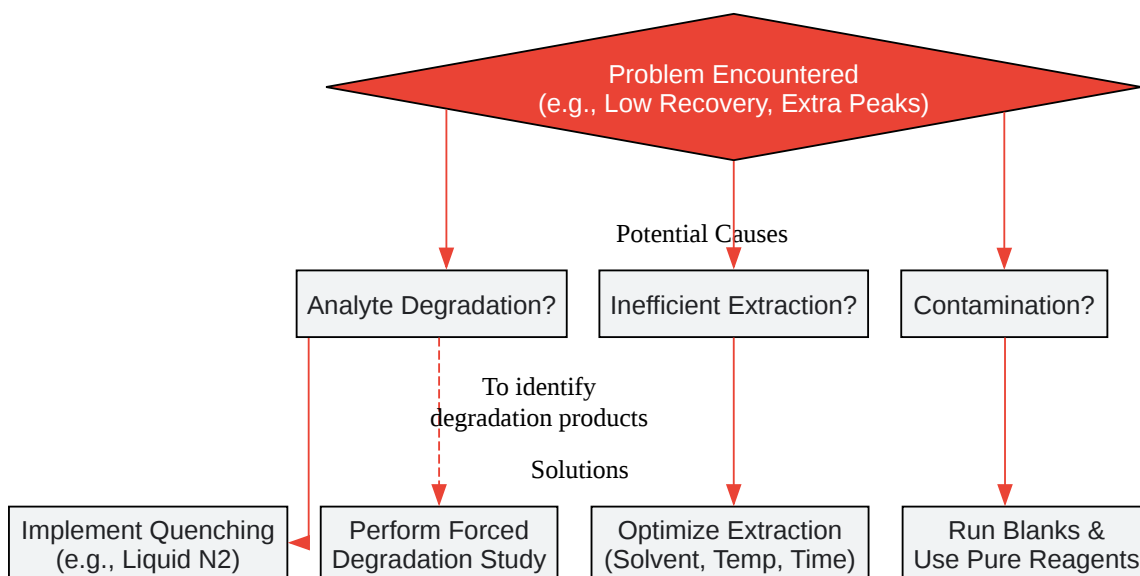 Problem Encountered
(e.g., Low Recovery, Extra Peaks)
Potential Causes
Analyte Degradation?
Inefficient Extraction?
Contamination?
To identify
degradation products
Solutions
Implement Quenching
(e.g., Liquid N2)
Perform Forced
Degradation Study
Optimize Extraction
(Solvent, Temp, Time)
Run Blanks &
Use Pure Reagents